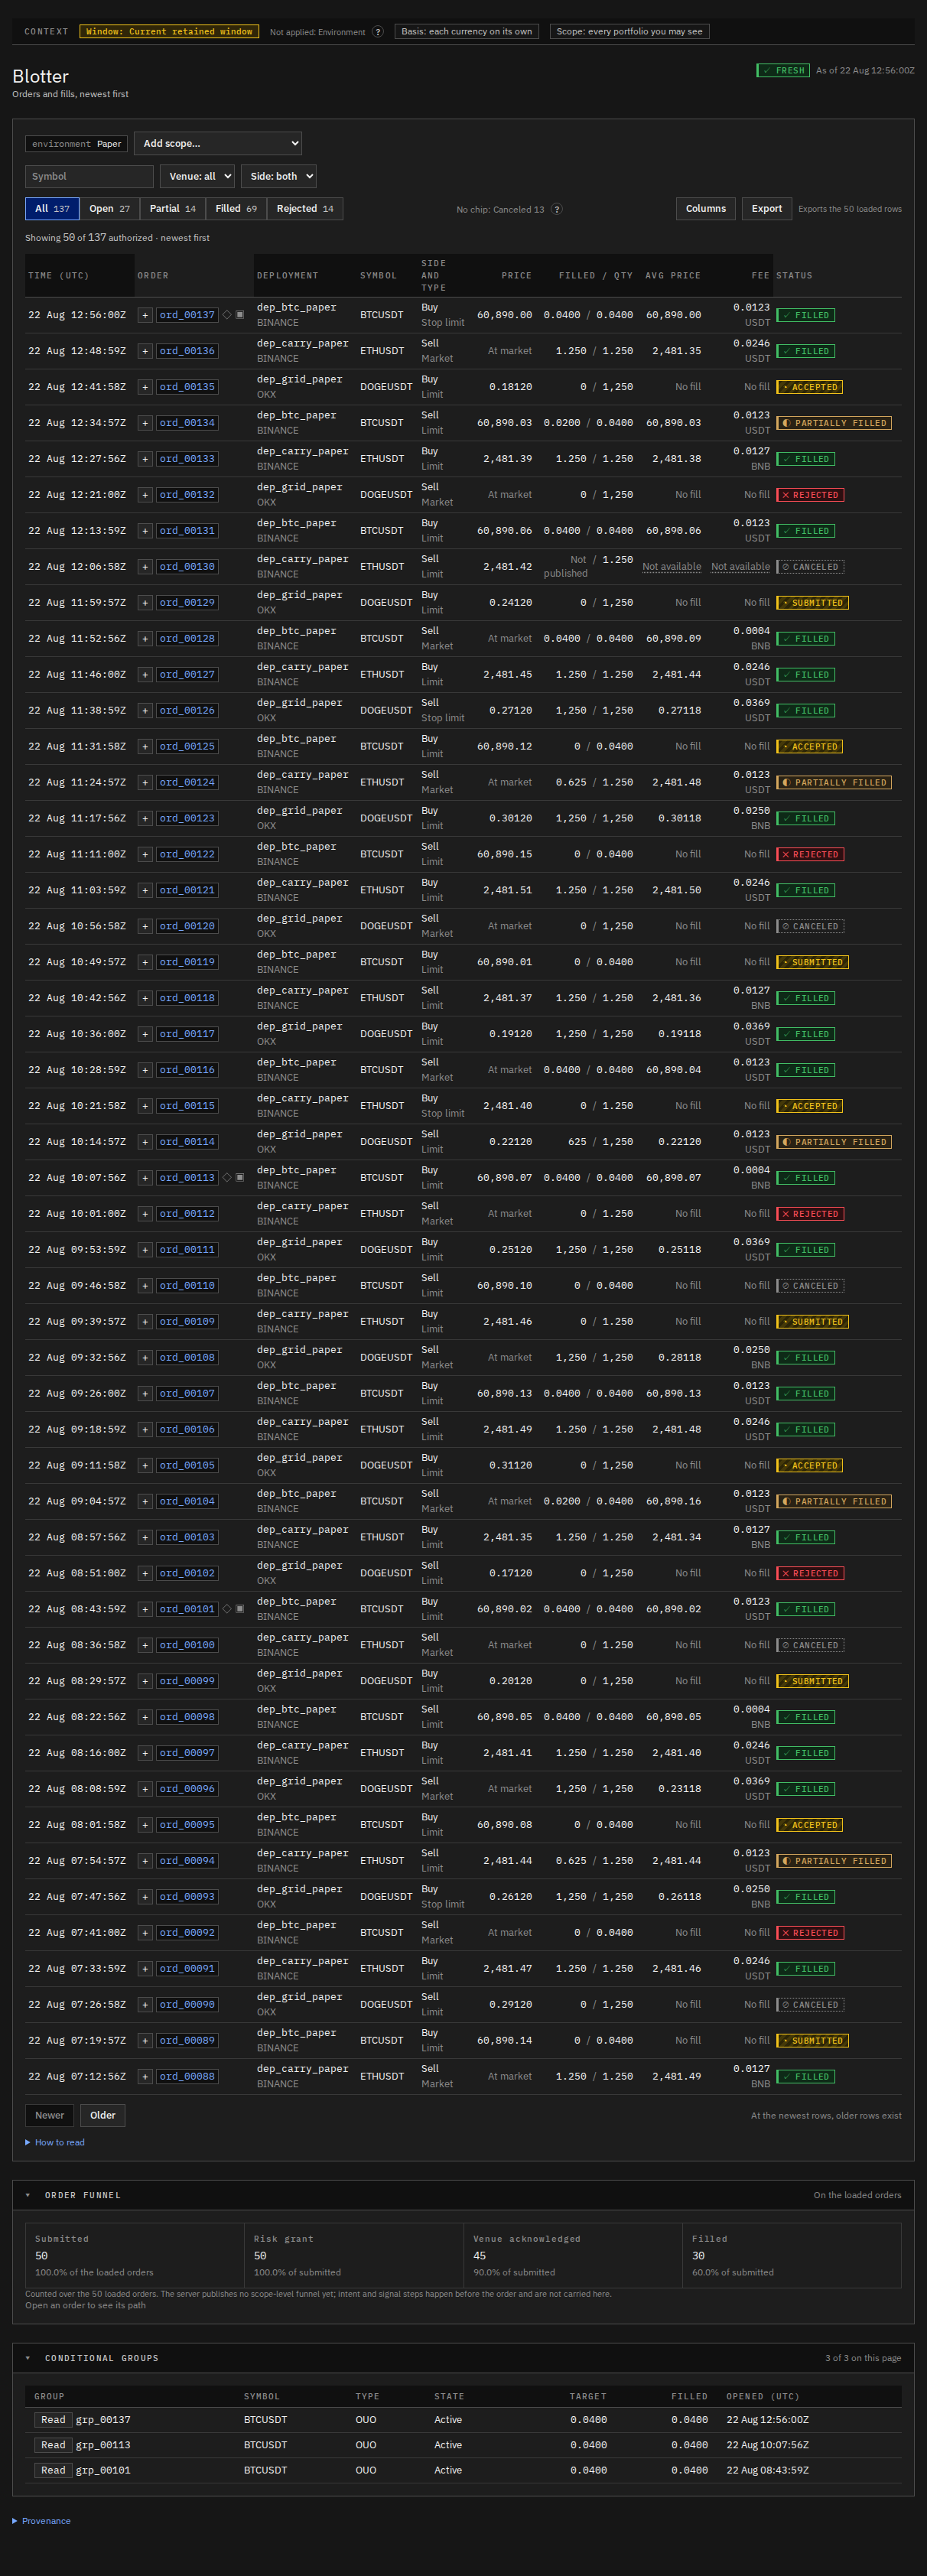 CONTEXT Window: Current retained window Not applied: Environment ? Basis: each currency on its own Scope: every portfolio you may see
Blotter
✓ FRESH As of 22 Aug 12:56:00Z
Orders and fills, newest first
environment Paper Add scope...
Symbol Venue: all Side: both
All 137 Open 27 Partial 14 Filled 69 Rejected 14 No chip: Canceled 13 ? Columns Export Exports the 50 loaded rows
Showing 50 of 137 authorized · newest first
TIME (UTC) ORDER DEPLOYMENT SYMBOL SIDE AND TYPE PRICE FILLED / QTY AVG PRICE FEE STATUS
22 Aug 12:56:00Z + ord_00137 dep_btc_paper BINANCE BTCUSDT Buy Stop limit 60,890.00 0.0400 / 0.0400 60,890.00 0.0123 USDT ✓ FILLED
22 Aug 12:48:59Z + ord_00136 dep_carry_paper BINANCE ETHUSDT Sell Market At market 1.250 / 1.250 2,481.35 0.0246 USDT ✓ FILLED
22 Aug 12:41:58Z + ord_00135 dep_grid_paper OKX DOGEUSDT Buy Limit 0.18120 0 / 1,250 No fill No fill ACCEPTED
22 Aug 12:34:57Z + ord_00134 dep_btc_paper BINANCE BTCUSDT Sell Limit 60,890.03 0.0200 / 0.0400 60,890.03 0.0123 USDT PARTIALLY FILLED
22 Aug 12:27:56Z + ord_00133 dep_carry_paper BINANCE ETHUSDT Buy Limit 2,481.39 1.250 / 1.250 2,481.38 0.0127 BNB ✓ FILLED
22 Aug 12:21:00Z + ord_00132 dep_grid_paper OKX DOGEUSDT Sell Market At market 0 / 1,250 No fill No fill ✕ REJECTED
22 Aug 12:13:59Z + ord_00131 dep_btc_paper BINANCE BTCUSDT Buy Limit 60,890.06 0.0400 / 0.0400 60,890.06 0.0123 USDT ✓ FILLED
22 Aug 12:06:58Z + ord_00130 dep_carry_paper BINANCE ETHUSDT Sell Limit 2,481.42 Not published / 1.250 Not available Not available CANCELED
22 Aug 11:59:57Z + ord_00129 dep_grid_paper OKX DOGEUSDT Buy Limit 0.24120 0 / 1,250 No fill No fill SUBMITTED
22 Aug 11:52:56Z + ord_00128 dep_btc_paper BINANCE BTCUSDT Sell Market At market 0.0400 / 0.0400 60,890.09 0.0004 BNB ✓ FILLED
22 Aug 11:46:00Z + ord_00127 dep_carry_paper BINANCE ETHUSDT Buy Limit 2,481.45 1.250 / 1.250 2,481.44 0.0246 USDT ✓ FILLED
22 Aug 11:38:59Z + ord_00126 dep_grid_paper OKX DOGEUSDT Sell Stop limit 0.27120 1,250 / 1,250 0.27118 0.0369 USDT ✓ FILLED
22 Aug 11:31:58Z + ord_00125 dep_btc_paper BINANCE BTCUSDT Buy Limit 60,890.12 0 / 0.0400 No fill No fill ACCEPTED
22 Aug 11:24:57Z + ord_00124 dep_carry_paper BINANCE ETHUSDT Sell Market At market 0.625 / 1.250 2,481.48 0.0123 USDT PARTIALLY FILLED
22 Aug 11:17:56Z + ord_00123 dep_grid_paper OKX DOGEUSDT Buy Limit 0.30120 1,250 / 1,250 0.30118 0.0250 BNB ✓ FILLED
22 Aug 11:11:00Z + ord_00122 dep_btc_paper BINANCE BTCUSDT Sell Limit 60,890.15 0 / 0.0400 No fill No fill ✕ REJECTED
22 Aug 11:03:59Z + ord_00121 dep_carry_paper BINANCE ETHUSDT Buy Limit 2,481.51 1.250 / 1.250 2,481.50 0.0246 USDT ✓ FILLED
22 Aug 10:56:58Z + ord_00120 dep_grid_paper OKX DOGEUSDT Sell Market At market 0 / 1,250 No fill No fill CANCELED
22 Aug 10:49:57Z + ord_00119 dep_btc_paper BINANCE BTCUSDT Buy Limit 60,890.01 0 / 0.0400 No fill No fill SUBMITTED
22 Aug 10:42:56Z + ord_00118 dep_carry_paper BINANCE ETHUSDT Sell Limit 2,481.37 1.250 / 1.250 2,481.36 0.0127 BNB ✓ FILLED
22 Aug 10:36:00Z + ord_00117 dep_grid_paper OKX DOGEUSDT Buy Limit 0.19120 1,250 / 1,250 0.19118 0.0369 USDT ✓ FILLED
22 Aug 10:28:59Z + ord_00116 dep_btc_paper BINANCE BTCUSDT Sell Market At market 0.0400 / 0.0400 60,890.04 0.0123 USDT ✓ FILLED
22 Aug 10:21:58Z + ord_00115 dep_carry_paper BINANCE ETHUSDT Buy Stop limit 2,481.40 0 / 1.250 No fill No fill ACCEPTED
22 Aug 10:14:57Z + ord_00114 dep_grid_paper OKX DOGEUSDT Sell Limit 0.22120 625 / 1,250 0.22120 0.0123 USDT PARTIALLY FILLED
22 Aug 10:07:56Z + ord_00113 dep_btc_paper BINANCE BTCUSDT Buy Limit 60,890.07 0.0400 / 0.0400 60,890.07 0.0004 BNB ✓ FILLED
22 Aug 10:01:00Z + ord_00112 dep_carry_paper BINANCE ETHUSDT Sell Market At market 0 / 1.250 No fill No fill ✕ REJECTED
22 Aug 09:53:59Z + ord_00111 dep_grid_paper OKX DOGEUSDT Buy Limit 0.25120 1,250 / 1,250 0.25118 0.0369 USDT ✓ FILLED
22 Aug 09:46:58Z + ord_00110 dep_btc_paper BINANCE BTCUSDT Sell Limit 60,890.10 0 / 0.0400 No fill No fill CANCELED
22 Aug 09:39:57Z + ord_00109 dep_carry_paper BINANCE ETHUSDT Buy Limit 2,481.46 0 / 1.250 No fill No fill SUBMITTED
22 Aug 09:32:56Z + ord_00108 dep_grid_paper OKX DOGEUSDT Sell Market At market 1,250 / 1,250 0.28118 0.0250 BNB ✓ FILLED
22 Aug 09:26:00Z + ord_00107 dep_btc_paper BINANCE BTCUSDT Buy Limit 60,890.13 0.0400 / 0.0400 60,890.13 0.0123 USDT ✓ FILLED
22 Aug 09:18:59Z + ord_00106 dep_carry_paper BINANCE ETHUSDT Sell Limit 2,481.49 1.250 / 1.250 2,481.48 0.0246 USDT ✓ FILLED
22 Aug 09:11:58Z + ord_00105 dep_grid_paper OKX DOGEUSDT Buy Limit 0.31120 0 / 1,250 No fill No fill ACCEPTED
22 Aug 09:04:57Z + ord_00104 dep_btc_paper BINANCE BTCUSDT Sell Market At market 0.0200 / 0.0400 60,890.16 0.0123 USDT PARTIALLY FILLED
22 Aug 08:57:56Z + ord_00103 dep_carry_paper BINANCE ETHUSDT Buy Limit 2,481.35 1.250 / 1.250 2,481.34 0.0127 BNB ✓ FILLED
22 Aug 08:51:00Z + ord_00102 dep_grid_paper OKX DOGEUSDT Sell Limit 0.17120 0 / 1,250 No fill No fill ✕ REJECTED
22 Aug 08:43:59Z + ord_00101 dep_btc_paper BINANCE BTCUSDT Buy Limit 60,890.02 0.0400 / 0.0400 60,890.02 0.0123 USDT ✓ FILLED
22 Aug 08:36:58Z + ord_00100 dep_carry_paper BINANCE ETHUSDT Sell Market At market 0 / 1.250 No fill No fill CANCELED
22 Aug 08:29:57Z + ord_00099 dep_grid_paper OKX DOGEUSDT Buy Limit 0.20120 0 / 1,250 No fill No fill SUBMITTED
22 Aug 08:22:56Z + ord_00098 dep_btc_paper BINANCE BTCUSDT Sell Limit 60,890.05 0.0400 / 0.0400 60,890.05 0.0004 BNB ✓ FILLED
22 Aug 08:16:00Z + ord_00097 dep_carry_paper BINANCE ETHUSDT Buy Limit 2,481.41 1.250 / 1.250 2,481.40 0.0246 USDT ✓ FILLED
22 Aug 08:08:59Z + ord_00096 dep_grid_paper OKX DOGEUSDT Sell Market At market 1,250 / 1,250 0.23118 0.0369 USDT ✓ FILLED
22 Aug 08:01:58Z + ord_00095 dep_btc_paper BINANCE BTCUSDT Buy Limit 60,890.08 0 / 0.0400 No fill No fill ACCEPTED
22 Aug 07:54:57Z + ord_00094 dep_carry_paper BINANCE ETHUSDT Sell Limit 2,481.44 0.625 / 1.250 2,481.44 0.0123 USDT PARTIALLY FILLED
22 Aug 07:47:56Z + ord_00093 dep_grid_paper OKX DOGEUSDT Buy Stop limit 0.26120 1,250 / 1,250 0.26118 0.0250 BNB ✓ FILLED
22 Aug 07:41:00Z + ord_00092 dep_btc_paper BINANCE BTCUSDT Sell Market At market 0 / 0.0400 No fill No fill ✕ REJECTED
22 Aug 07:33:59Z + ord_00091 dep_carry_paper BINANCE ETHUSDT Buy Limit 2,481.47 1.250 / 1.250 2,481.46 0.0246 USDT ✓ FILLED
22 Aug 07:26:58Z + ord_00090 dep_grid_paper OKX DOGEUSDT Sell Limit 0.29120 0 / 1,250 No fill No fill CANCELED
22 Aug 07:19:57Z + ord_00089 dep_btc_paper BINANCE BTCUSDT Buy Limit 60,890.14 0 / 0.0400 No fill No fill SUBMITTED
22 Aug 07:12:56Z + ord_00088 dep_carry_paper BINANCE ETHUSDT Sell Market At market 1.250 / 1.250 2,481.49 0.0127 BNB ✓ FILLED
Newer Older At the newest rows, older rows exist
How to read
ORDER FUNNEL On the loaded orders
Submitted Risk grant Venue acknowledged Filled
50 50 45 30
100.0% of the loaded orders 100.0% of submitted 90.0% of submitted 60.0% of submitted
Counted over the 50 loaded orders. The server publishes no scope-level funnel yet; intent and signal steps happen before the order and are not carried here.
Open an order to see its path
CONDITIONAL GROUPS 3 of 3 on this page
GROUP SYMBOL TYPE STATE TARGET FILLED OPENED (UTC)
Read grp_00137 BTCUSDT OUO Active 0.0400 0.0400 22 Aug 12:56:00Z
Read grp_00113 BTCUSDT OUO Active 0.0400 0.0400 22 Aug 10:07:56Z
Read grp_00101 BTCUSDT OUO Active 0.0400 0.0400 22 Aug 08:43:59Z
Provenance